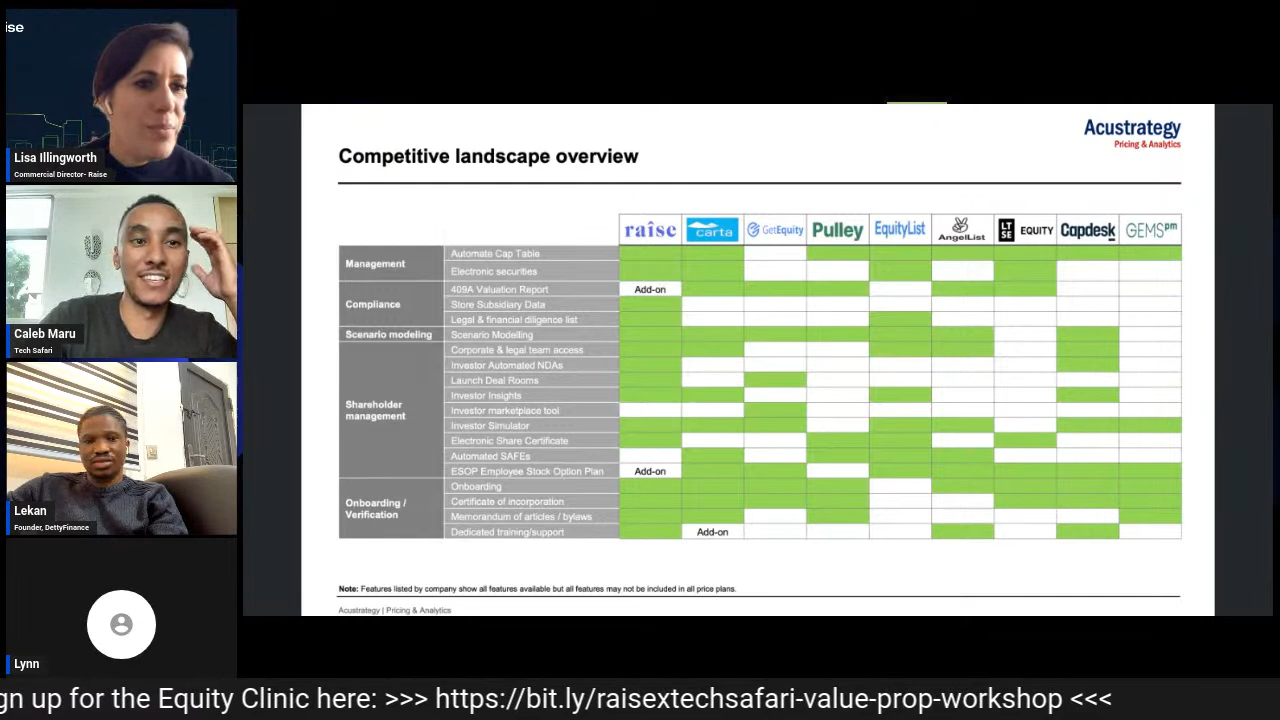 ise
Lisa Illingworth
Commercial Director- Raise
Caleb Maru
Tech Safari
Lekan
Founder, DettyFinance
Lynn
Acustrategy
Pricing & Analytics
Competitive landscape overview
raise carta GetEquity Pulley EquityList AngelList LTSE EQUITY Capdesk GEMSpm
Management
Automate Cap Table
Electronic securities
Compliance
409A Valuation Report Add-on
Store Subsidiary Data
Legal & financial diligence list
Scenario modeling Scenario Modelling
Shareholder
management
Corporate & legal team access
Investor Automated NDAs
Launch Deal Rooms
Investor Insights
Investor marketplace tool
Investor Simulator
Electronic Share Certificate
Automated SAFEs
ESOP Employee Stock Option Plan Add-on
Onboarding /
Verification
Onboarding
Certificate of incorporation
Memorandum of articles / bylaws
Dedicated training/support Add-on
Note: Features listed by company show all features available but all features may not be included in all price plans.
Acustrategy | Pricing & Analytics
gn up for the Equity Clinic here: >>> https://bit.ly/raisextechsafari-value-prop-workshop <<<